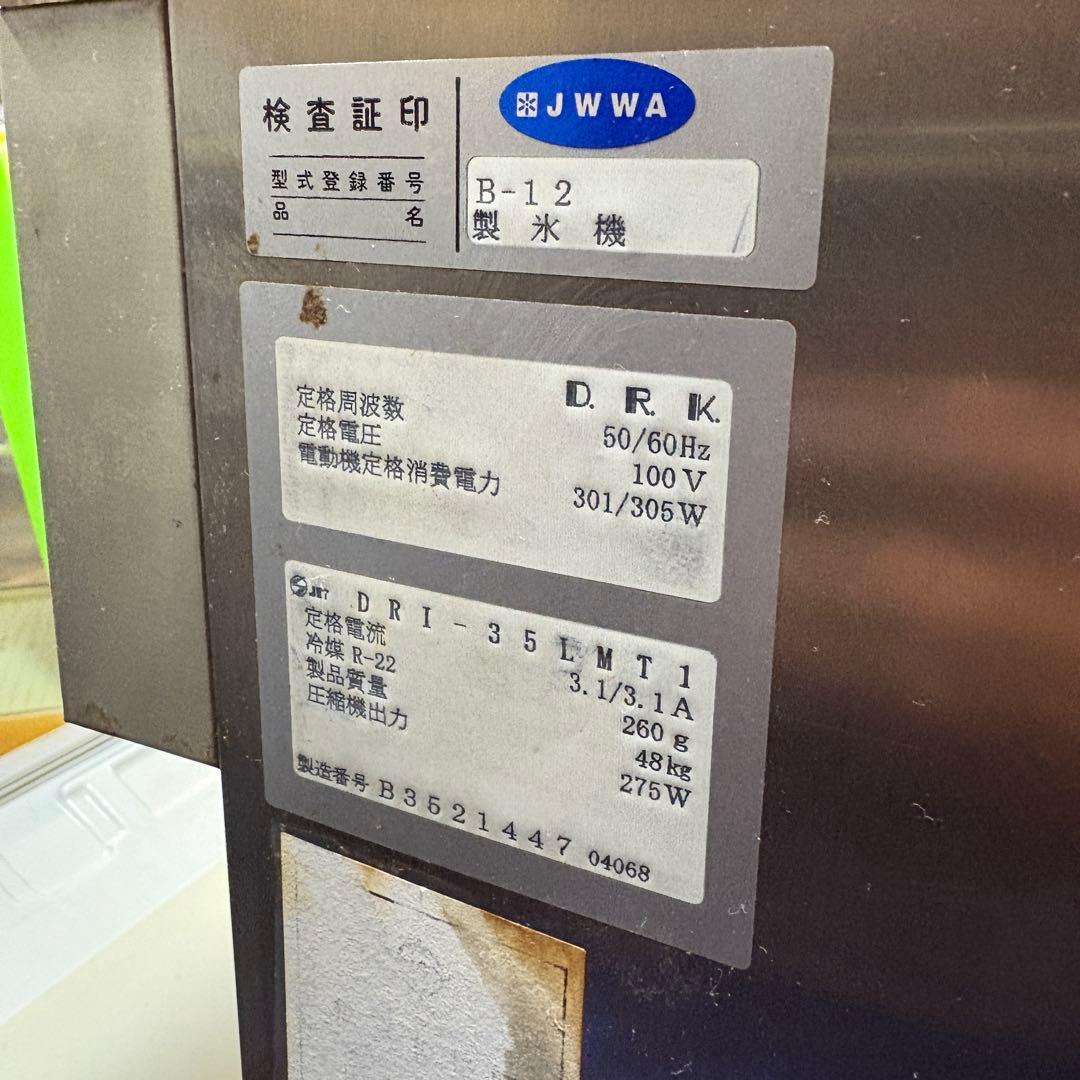 検査証印
JWWA
型式登録番号 B-12
品名 製氷機
D.R.K.
定格周波数 50/60Hz
定格電圧 100V
電動機定格消費電力 301/305W
DRI-35LMT1
定格電流 3.1/3.1A
冷媒 R-22 260g
製品質量 48kg
圧縮機出力 275W
製造番号 B3521447 04068